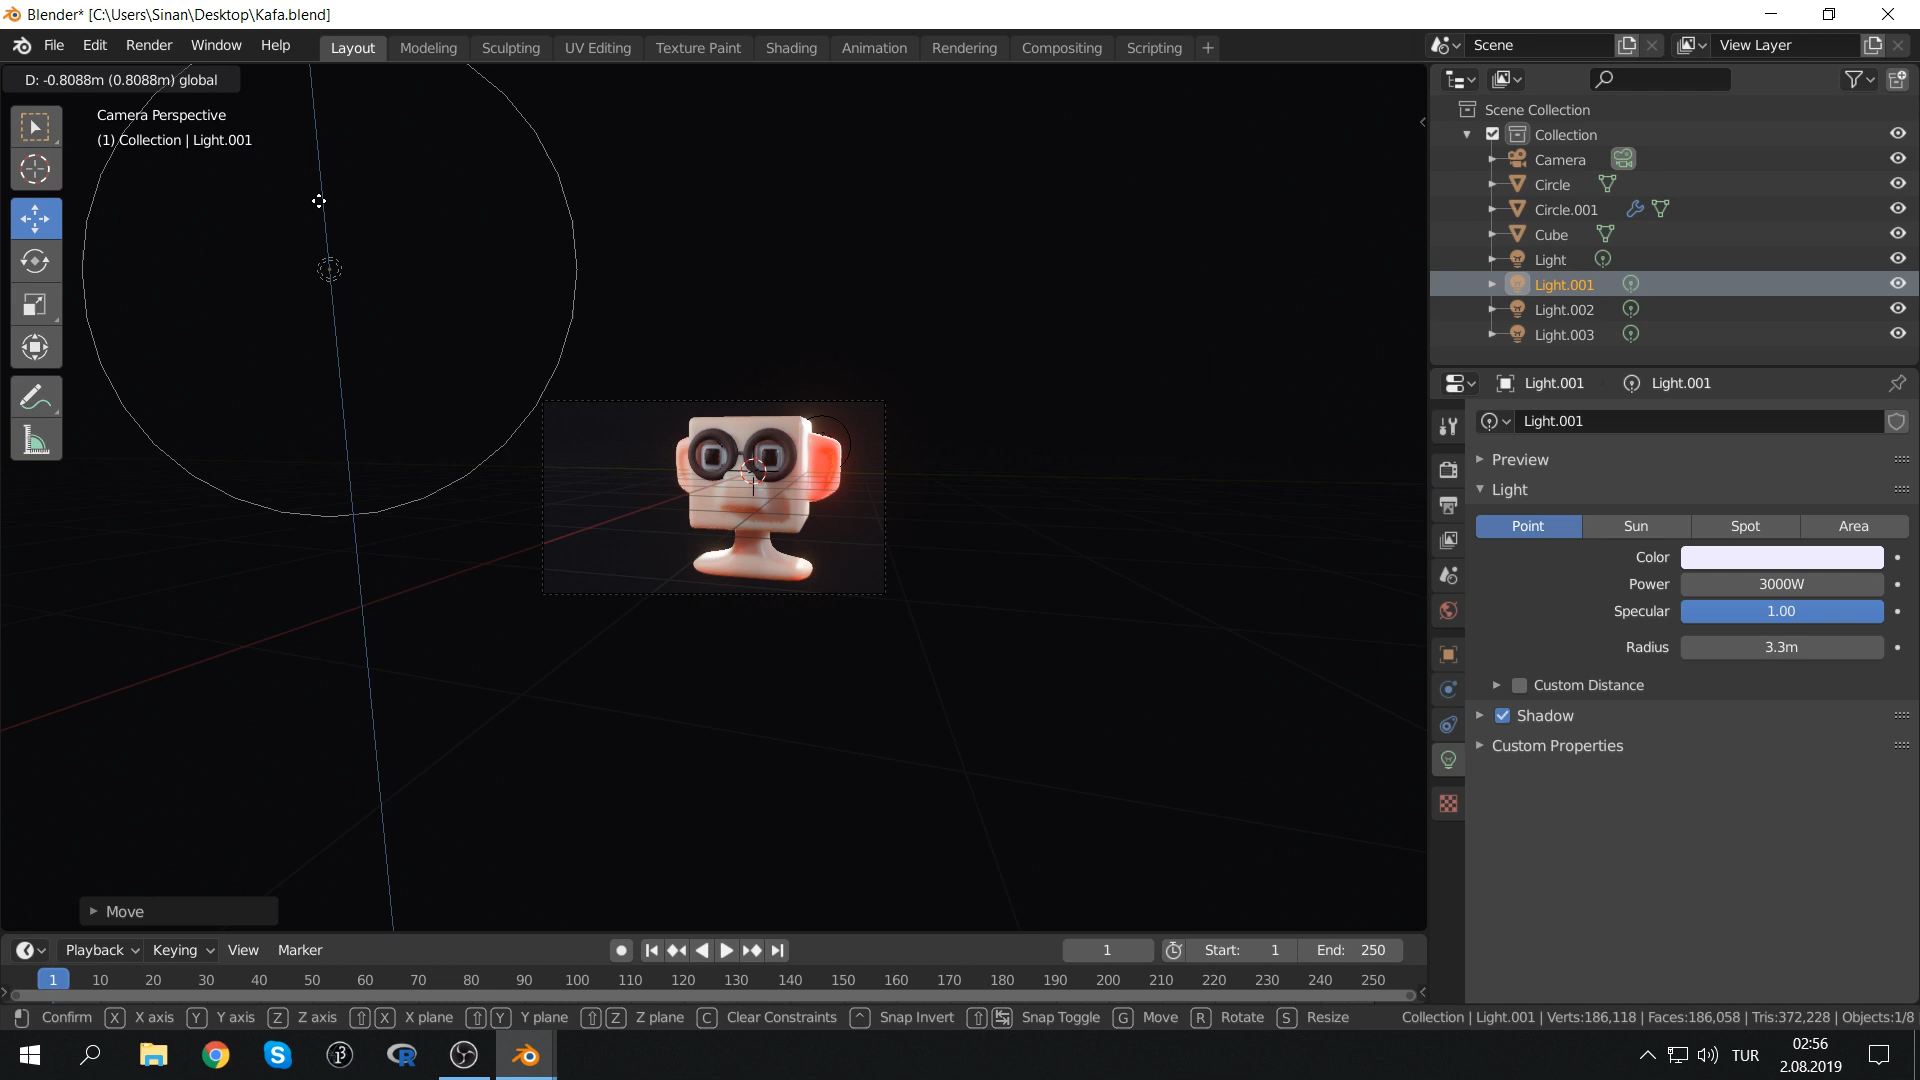 Blender* [C:\Users\Sinan\Desktop\Kafa.blend]
File Edit Render Window Help Layout Modeling Sculpting UV Editing Texture Paint Shading Animation Rendering Compositing Scripting + Scene View Layer
D: -0.8088m (0.8088m) global
Camera Perspective
(1) Collection | Light.001
Scene Collection
Collection
Camera
Circle
Circle.001
Cube
Light
Light.001
Light.002
Light.003
Light.001 Light.001
Light.001
Preview
Light
Point Sun Spot Area
Color
Power 3000W
Specular 1.00
Radius 3.3m
Custom Distance
Shadow
Custom Properties
Move
Playback Keying View Marker 1 Start: 1 End: 250
1 10 20 30 40 50 60 70 80 90 100 110 120 130 140 150 160 170 180 190 200 210 220 230 240 250
Confirm X X axis Y Y axis Z Z axis X X plane Y Y plane Z Z plane C Clear Constraints Snap Invert Snap Toggle G Move R Rotate S Resize Collection | Light.001 | Verts:186,118 | Faces:186,058 | Tris:372,228 | Objects:1/8
TUR 02:56
2.08.2019